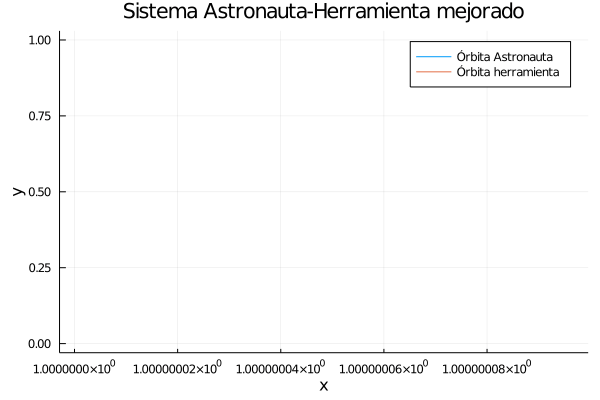 Sistema Astronauta-Herramienta mejorado
Órbita Astronauta
Órbita herramienta
1.00
0.75
y
0.50
0.25
0.00
1.0000000×10⁰ 1.00000002×10⁰ 1.00000004×10⁰ 1.00000006×10⁰ 1.00000008×10⁰
x